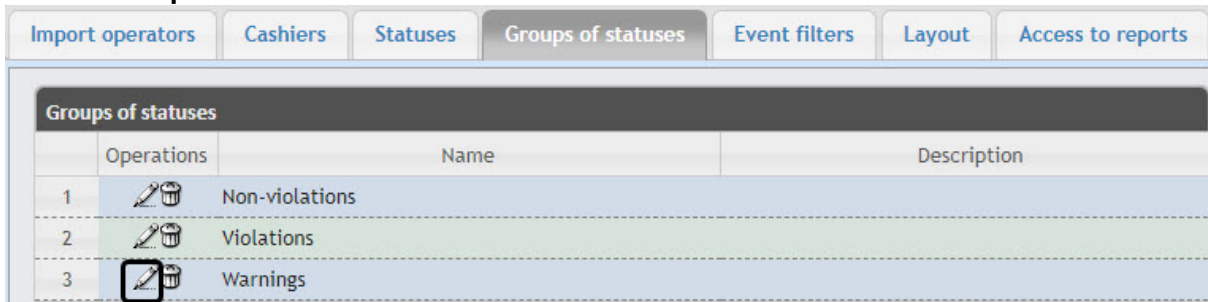 Import operators Cashiers Statuses Groups of statuses Event filters Layout Access to reports
Groups of statuses
Operations Name Description
1 Non-violations
2 Violations
3 Warnings